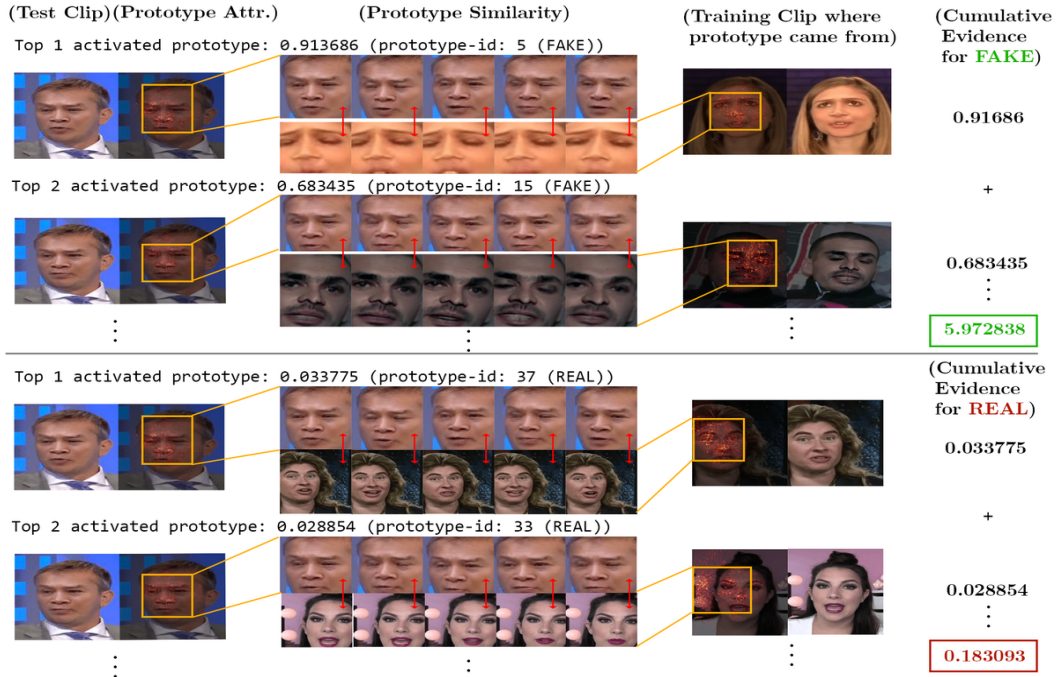 (Test Clip)(Prototype Attr.) (Prototype Similarity) (Training Clip where prototype came from) (Cumulative Evidence for FAKE)
Top 1 activated prototype: 0.913686 (prototype-id: 5 (FAKE))
0.91686
+
Top 2 activated prototype: 0.683435 (prototype-id: 15 (FAKE))
0.683435
5.972838
(Cumulative Evidence for REAL)
Top 1 activated prototype: 0.033775 (prototype-id: 37 (REAL))
0.033775
+
Top 2 activated prototype: 0.028854 (prototype-id: 33 (REAL))
0.028854
0.183093